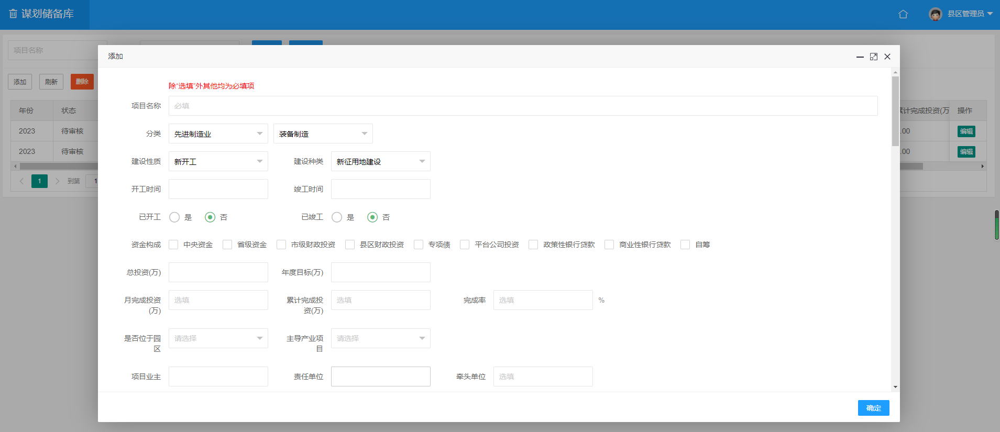 谋划储备库
县区管理员
项目名称
添加
添加 刷新 删除
除“选填”外其他均为必填项
项目名称 必填
年份 状态
累计完成投资(万 操作
2023 待审核
.00 编辑
2023 待审核
.00 编辑
1 到第 1
分类 先进制造业 装备制造
建设性质 新开工 建设种类 新征用地建设
开工时间 竣工时间
已开工 是 否 已竣工 是 否
资金构成 中央资金 省级资金 市级财政投资 县区财政投资 专项债 平台公司投资 政策性银行贷款 商业性银行贷款 自筹
总投资(万) 年度目标(万)
月完成投资
(万)
选填
累计完成投
资(万)
选填
完成率 选填 %
是否位于园
区
请选择
主导产业项
目
请选择
项目业主 责任单位 牵头单位 选填
确定